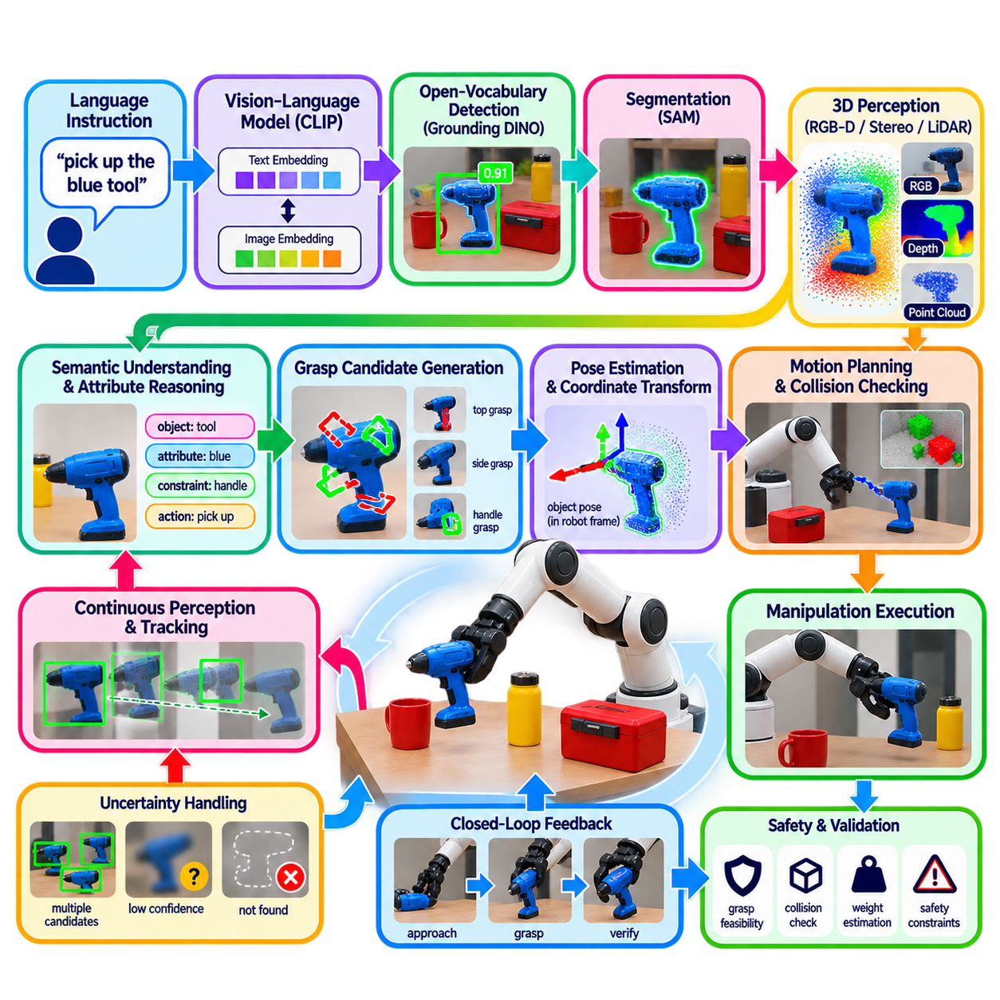 Language
Instruction
“pick up the
blue tool”
Vision-Language
Model (CLIP)
Text Embedding
Image Embedding
Open-Vocabulary
Detection
(Grounding DINO)
0.91
Segmentation
(SAM)
3D Perception
(RGB-D / Stereo / LiDAR)
RGB
Depth
Point Cloud
Semantic Understanding
& Attribute Reasoning
object: tool
attribute: blue
constraint: handle
action: pick up
Grasp Candidate Generation
top grasp
side grasp
handle
grasp
Pose Estimation
& Coordinate Transform
object pose
(in robot frame)
Motion Planning
& Collision Checking
Continuous Perception
& Tracking
Manipulation Execution
Uncertainty Handling
?
multiple
candidates
low confidence
not found
Closed-Loop Feedback
approach
grasp
verify
Safety & Validation
grasp
feasibility
collision
check
weight
estimation
safety
constraints